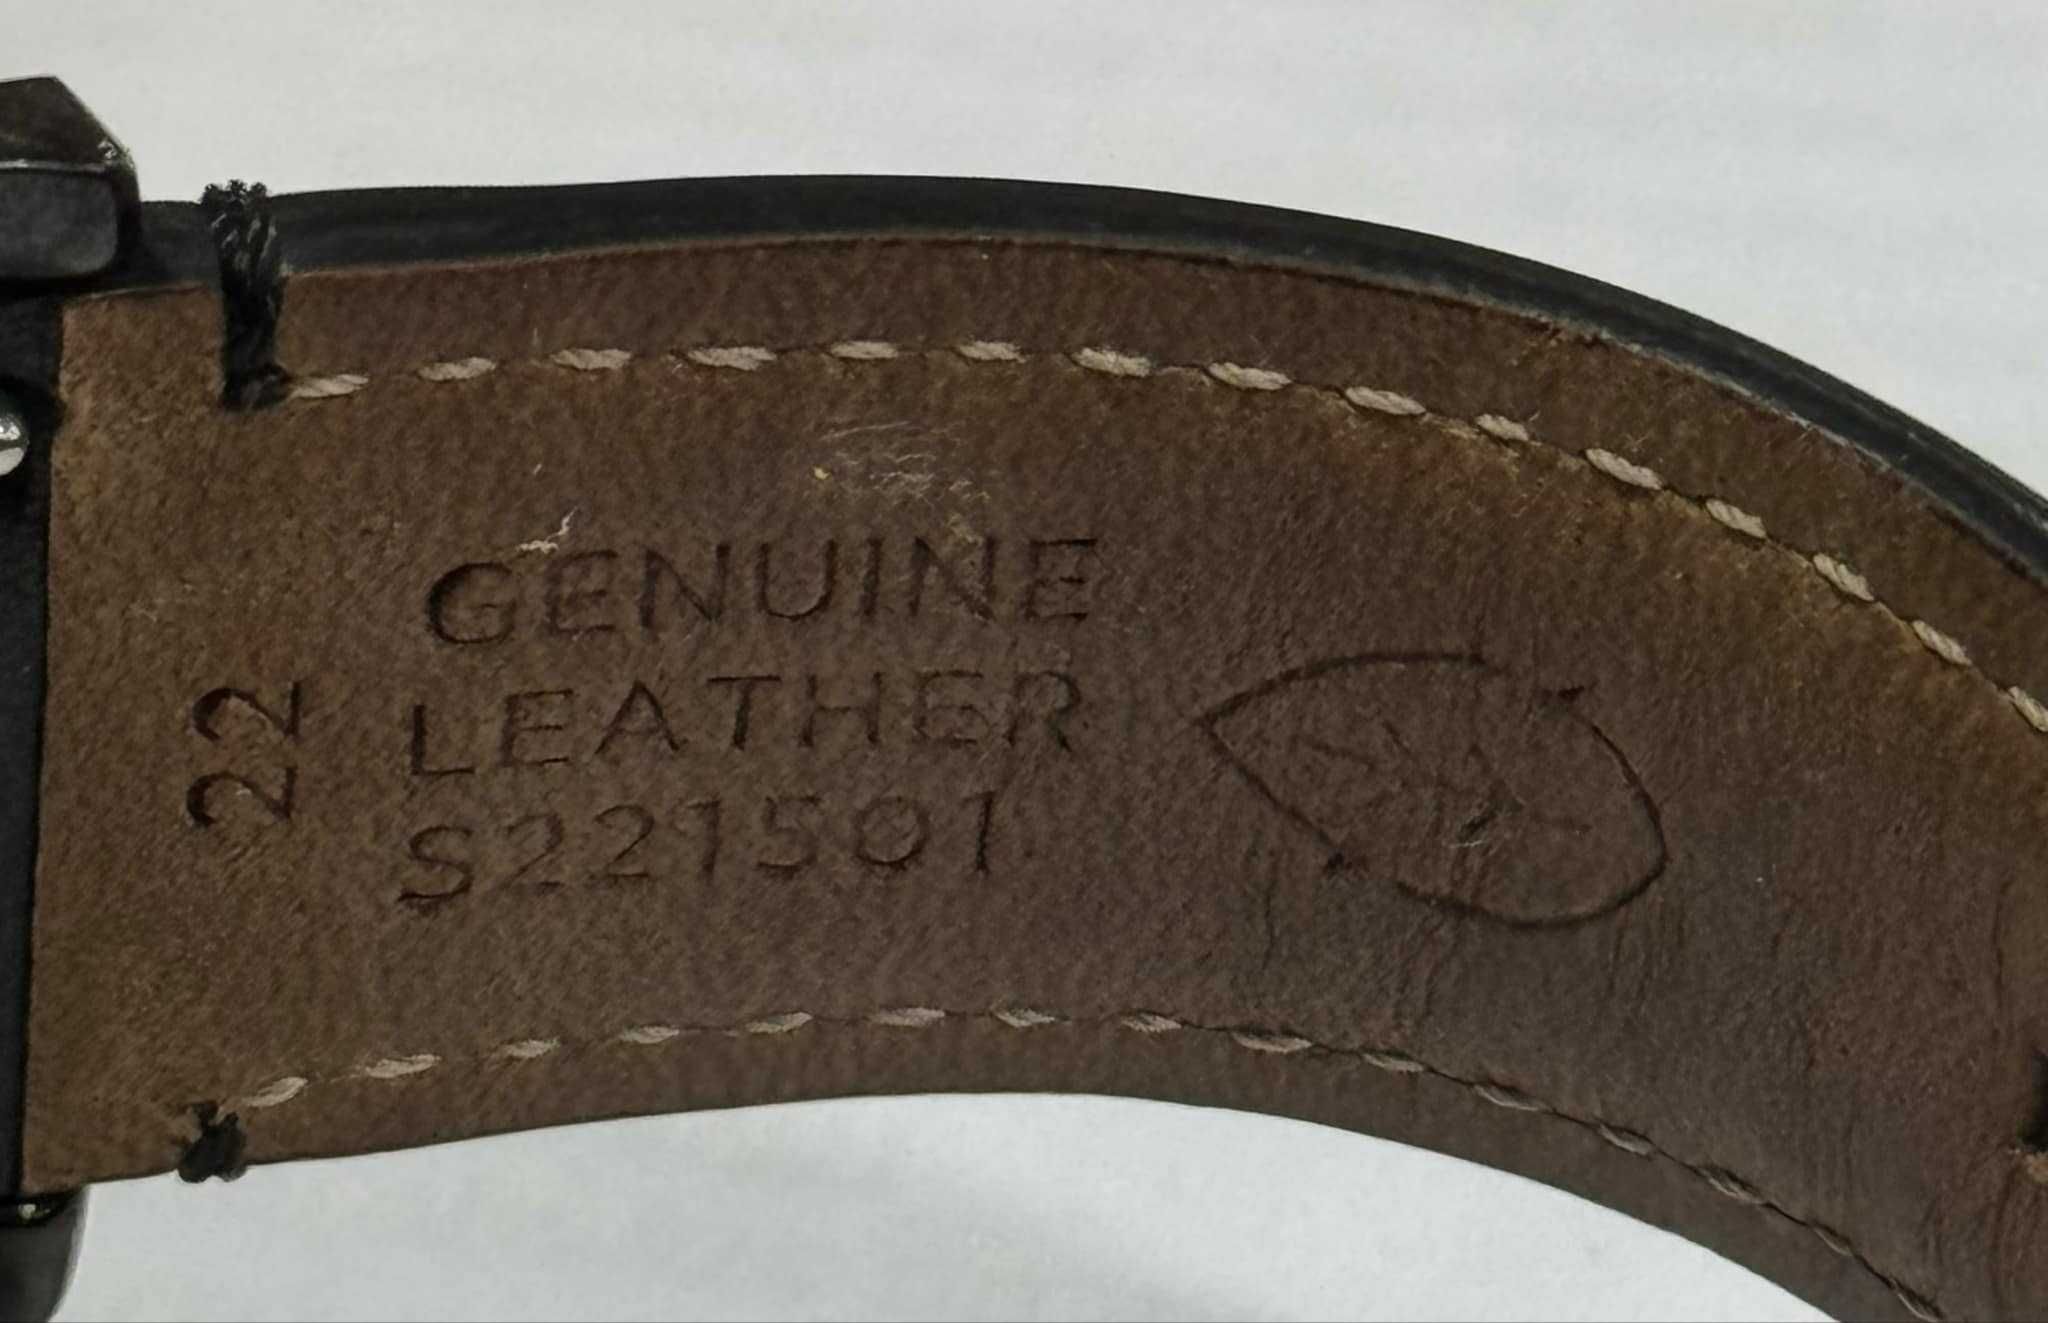 22
GENUINE
LEATHER
S221501